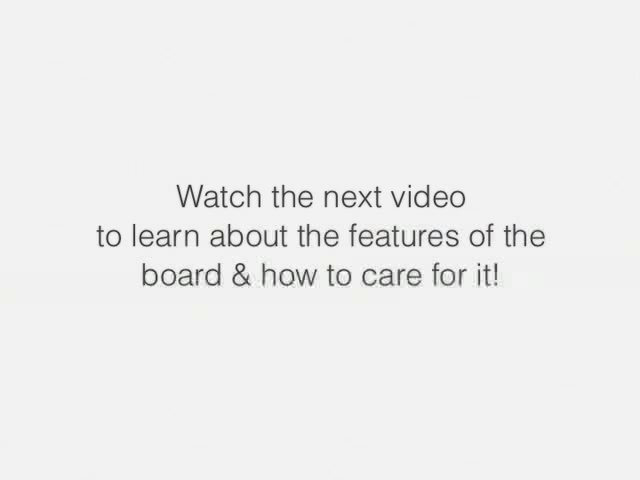 Watch the next video
to learn about the features of the
board & how to care for it!